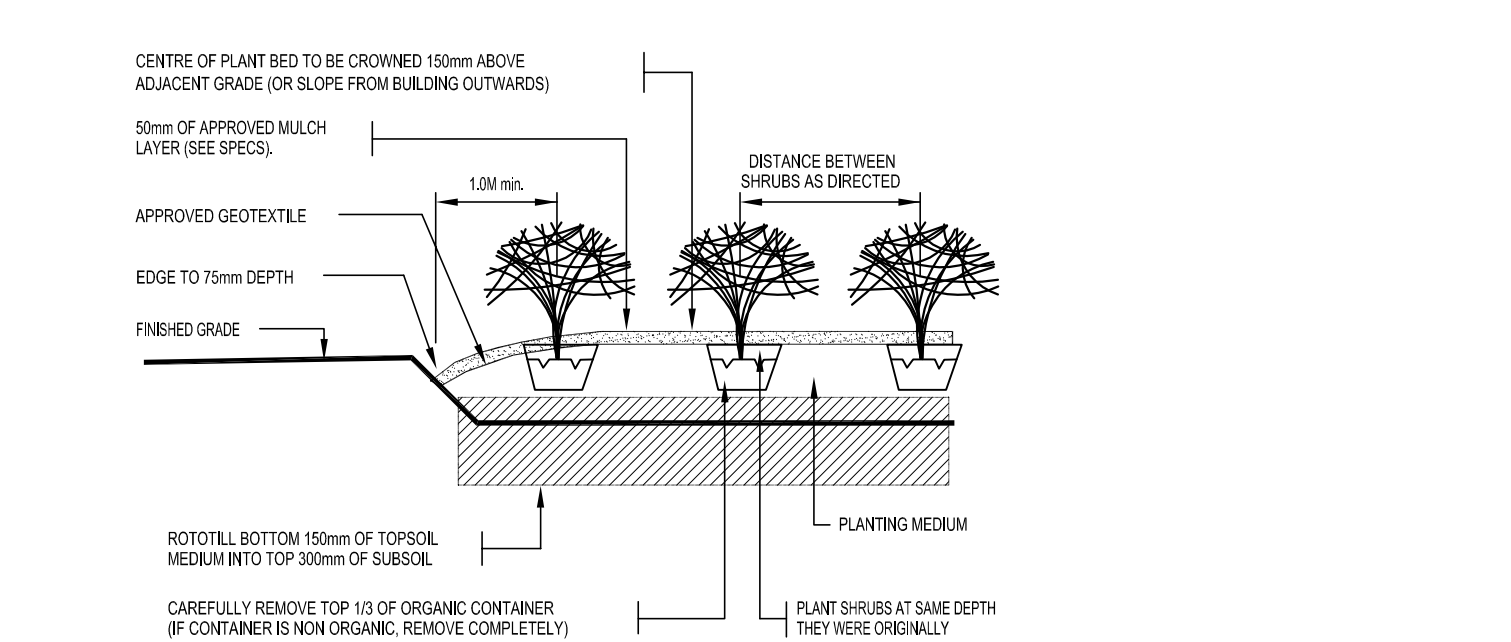 CENTRE OF PLANT BED TO BE CROWNED 150mm ABOVE
ADJACENT GRADE (OR SLOPE FROM BUILDING OUTWARDS)
50mm OF APPROVED MULCH
LAYER (SEE SPECS).
DISTANCE BETWEEN
SHRUBS AS DIRECTED
1.0M min.
APPROVED GEOTEXTILE
EDGE TO 75mm DEPTH
FINISHED GRADE
PLANTING MEDIUM
ROTOTILL BOTTOM 150mm OF TOPSOIL
MEDIUM INTO TOP 300mm OF SUBSOIL
CAREFULLY REMOVE TOP 1/3 OF ORGANIC CONTAINER
(IF CONTAINER IS NON ORGANIC, REMOVE COMPLETELY)
PLANT SHRUBS AT SAME DEPTH
THEY WERE ORIGINALLY